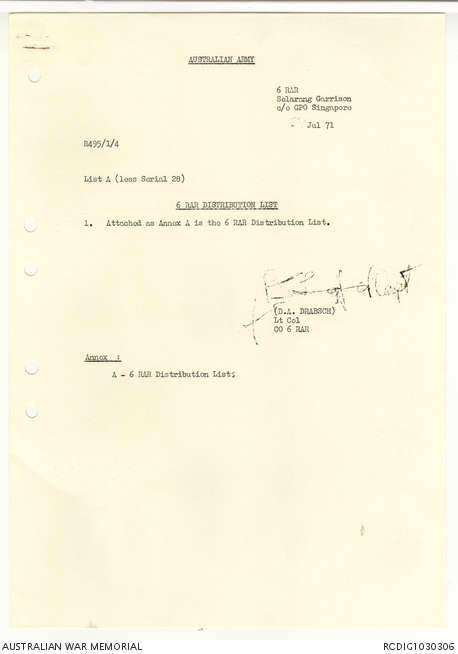 AUSTRALIAN ARMY
6 RAR
Selarang Garrison
c/o GPO Singapore
Jul 71
R495/1/4
List A (less Serial 28)
6 RAR DISTRIBUTION LIST
1. Attached as Annex A is the 6 RAR Distribution List.
Capt
(D.A. DRABSCH)
Lt Col
CO 6 RAR
Annex :
A - 6 RAR Distribution List;
AUSTRALIAN WAR MEMORIAL
RCDIG1030306